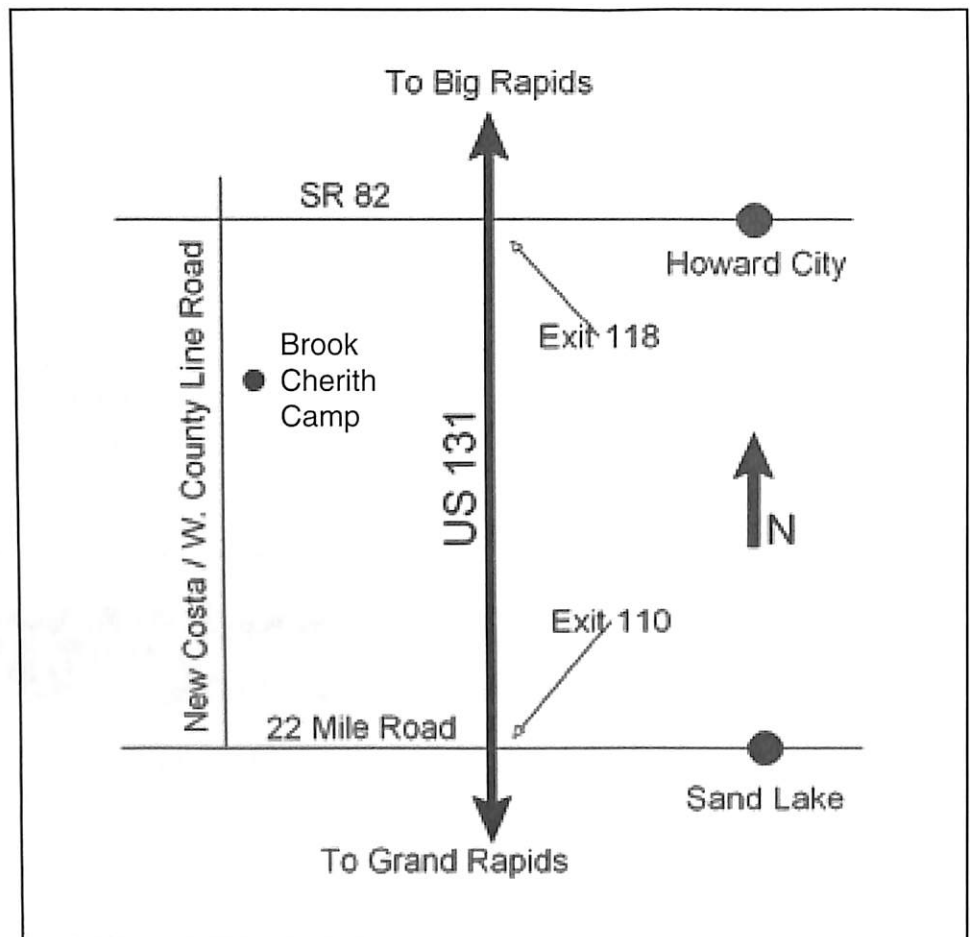 To Big Rapids
SR 82
Howard City
Exit 118
New Costa / W. County Line Road
Brook
Cherith
Camp
US 131
N
Exit 110
22 Mile Road
Sand Lake
To Grand Rapids